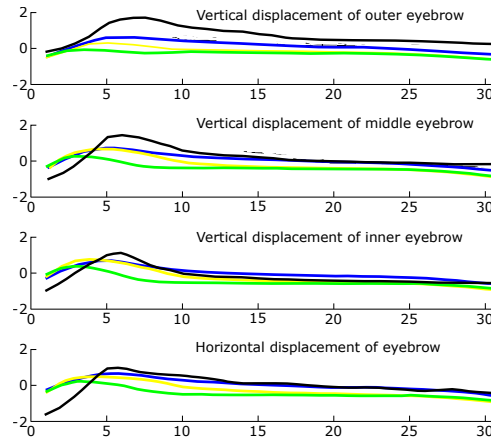 Vertical displacement of outer eyebrow
2
0
-2
0 5 10 15 20 25 30
Vertical displacement of middle eyebrow
2
0
-2
0 5 10 15 20 25 30
Vertical displacement of inner eyebrow
2
0
-2
0 5 10 15 20 25 30
Horizontal displacement of eyebrow
2
0
-2
0 5 10 15 20 25 30